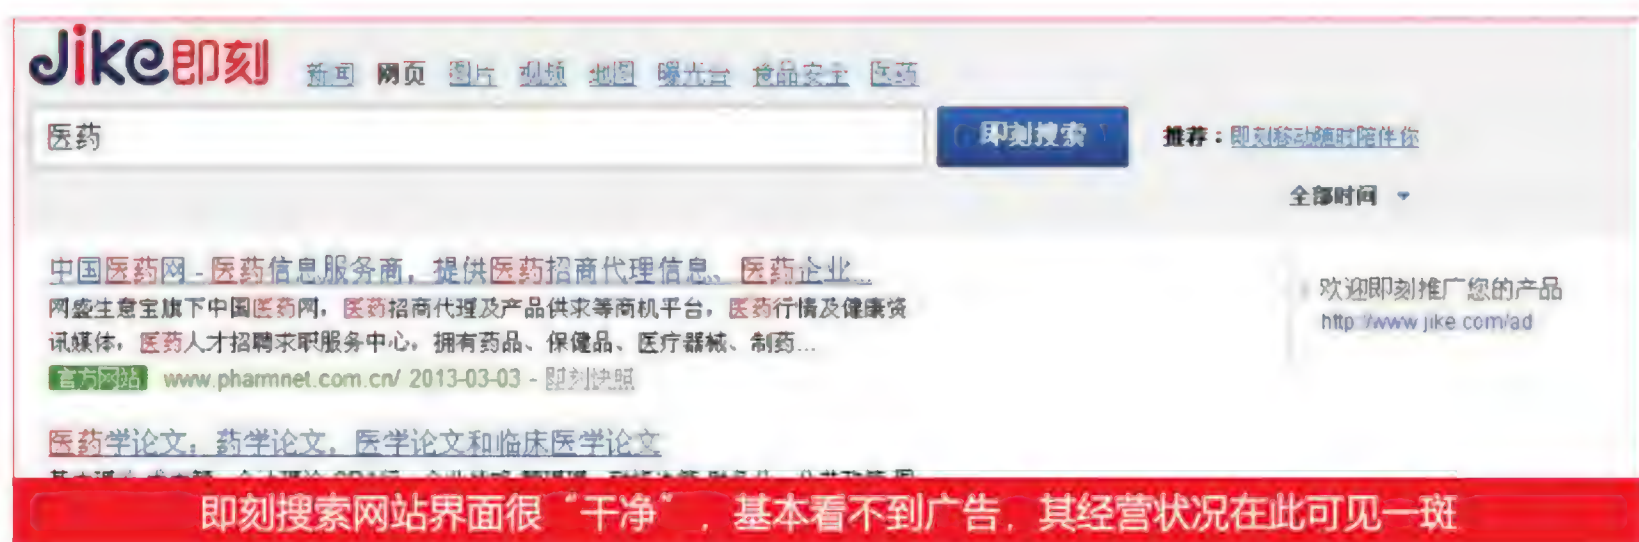 Jike即刻
新闻 网页 图片 视频 地图 曝光台 食品安全 医药
医药
即刻搜索
推荐：即刻移动随时陪伴你
全部时间
中国医药网 - 医药信息服务商，提供医药招商代理信息、医药企业...
网盛生意宝旗下中国医药网，医药招商代理及产品供求等商机平台，医药行情及健康资
讯媒体，医药人才招聘求职服务中心，拥有药品、保健品、医疗器械、制药...
官方网站 www.pharmnet.com.cn/ 2013-03-03 - 即刻快照
欢迎即刻推广您的产品
http://www.jike.com/ad
医药学论文，药学论文，医学论文和临床医学论文
即刻搜索网站界面很“干净”，基本看不到广告，其经营状况在此可见一斑